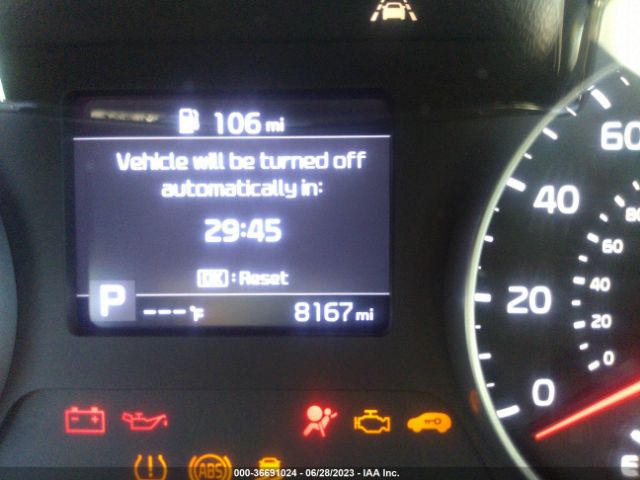 106 mi
Vehicle will be turned off
automatically in:
29:45
OK : Reset
P
---°F
8167 mi
60
40
20
0
80
60
40
20
0
E
ABS
000-36691024 - 06/28/2023 - IAA Inc.